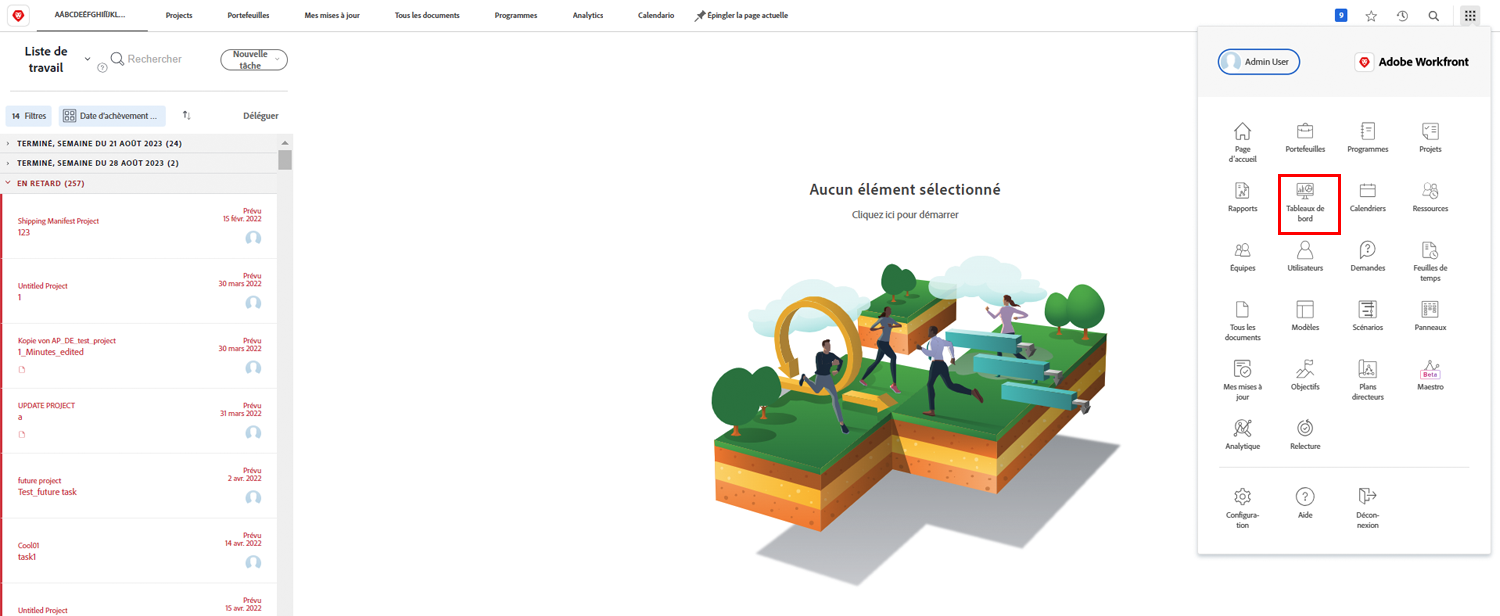 AÁBCDEÉFGHIÍIJKL...
Projects
Portefeuilles
Mes mises à jour
Tous les documents
Programmes
Analytics
Calendario
Épingler la page actuelle
9
Liste de
travail
?
Rechercher
Nouvelle
tâche
14 Filtres
Date d'achèvement ...
Déléguer
TERMINÉ, SEMAINE DU 21 AOÛT 2023 (24)
TERMINÉ, SEMAINE DU 28 AOÛT 2023 (2)
EN RETARD (257)
Prévu
15 févr. 2022
Shipping Manifest Project
123
Prévu
30 mars 2022
Untitled Project
1
Prévu
30 mars 2022
Kopie von AP_DE_test_project
1_Minutes_edited
Prévu
31 mars 2022
UPDATE PROJECT
a
Prévu
2 avr. 2022
future project
Test_future task
Prévu
14 avr. 2022
Cool01
task1
Prévu
15 avr. 2022
Untitled Project
Aucun élément sélectionné
Cliquez ici pour démarrer
Admin User
Adobe Workfront
Page
d'accueil
Portefeuilles
Programmes
Projets
Rapports
Tableaux de
bord
Calendriers
Ressources
Équipes
Utilisateurs
Demandes
Feuilles de
temps
Tous les
documents
Modèles
Scénarios
Panneaux
Mes mises à
jour
Objectifs
Plans
directeurs
Beta
Maestro
Analytique
Relecture
Configura-
tion
Aide
Décon-
nexion